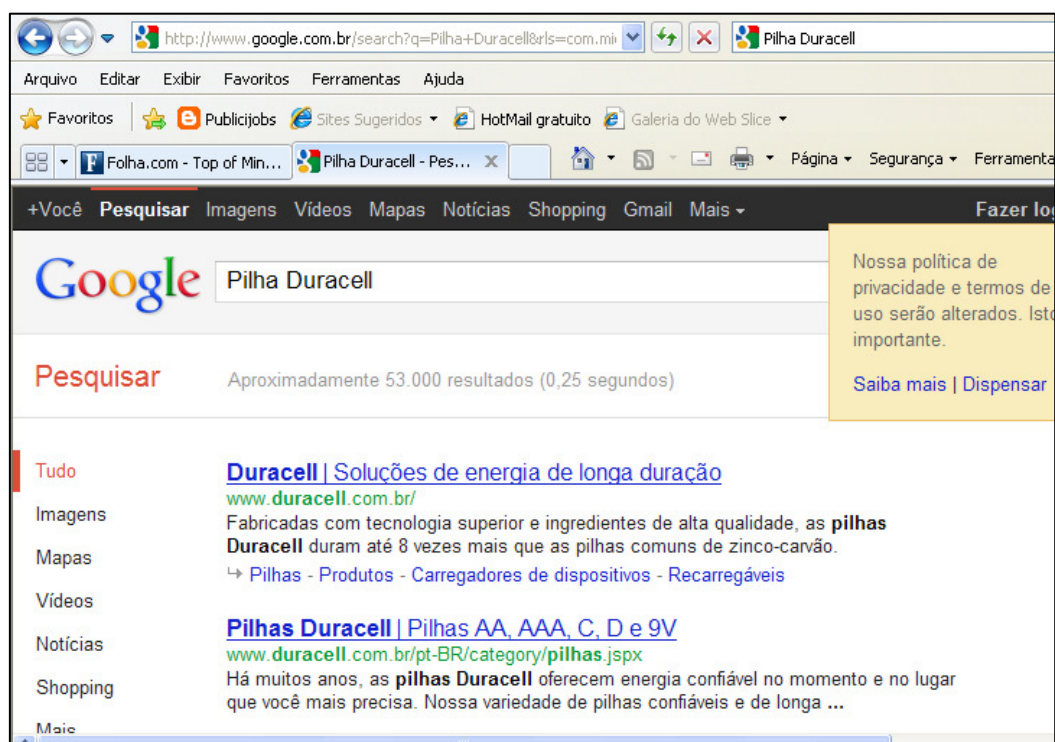 http://www.google.com.br/search?q=Pilha+Duracell&rls=com.mi Pilha Duracell
Arquivo Editar Exibir Favoritos Ferramentas Ajuda
Favoritos Publicijobs Sites Sugeridos HotMail gratuito Galeria do Web Slice
Folha.com - Top of Min... Pilha Duracell - Pes... Página Segurança Ferramenta
+Você Pesquisar Imagens Vídeos Mapas Notícias Shopping Gmail Mais Fazer log
Nossa política de
privacidade e termos de
uso serão alterados. Isto
importante.
Saiba mais | Dispensar
Google Pilha Duracell
Pesquisar Aproximadamente 53.000 resultados (0,25 segundos)
Tudo
Imagens
Mapas
Vídeos
Notícias
Shopping
Mais
Duracell | Soluções de energia de longa duração
www.duracell.com.br/
Fabricadas com tecnologia superior e ingredientes de alta qualidade, as pilhas
Duracell duram até 8 vezes mais que as pilhas comuns de zinco-carvão.
Pilhas - Produtos - Carregadores de dispositivos - Recarregáveis
Pilhas Duracell | Pilhas AA, AAA, C, D e 9V
www.duracell.com.br/pt-BR/category/pilhas.jspx
Há muitos anos, as pilhas Duracell oferecem energia confiável no momento e no lugar
que você mais precisa. Nossa variedade de pilhas confiáveis e de longa ...